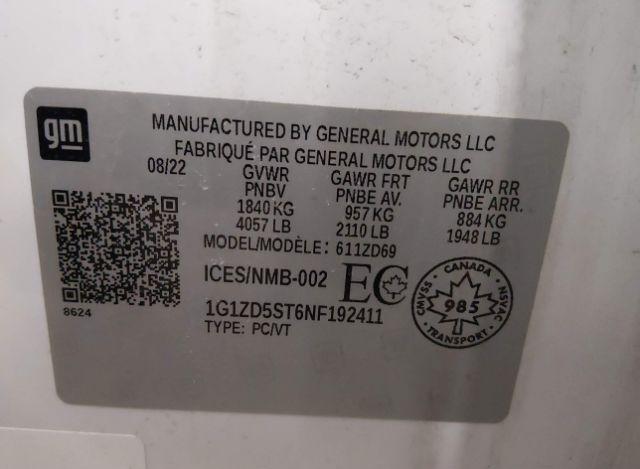 gm
MANUFACTURED BY GENERAL MOTORS LLC
FABRIQUÉ PAR GENERAL MOTORS LLC
08/22 GVWR GAWR FRT GAWR RR
PNBV PNBE AV. PNBE ARR.
1840 KG 957 KG 884 KG
4057 LB 2110 LB 1948 LB
MODEL/MODÈLE: 611ZD69
ICES/NMB-002 EC
1G1ZD5ST6NF192411
TYPE: PC/VT
8624
CANADA
CMVSS 985 NSVAC
TRANSPORT